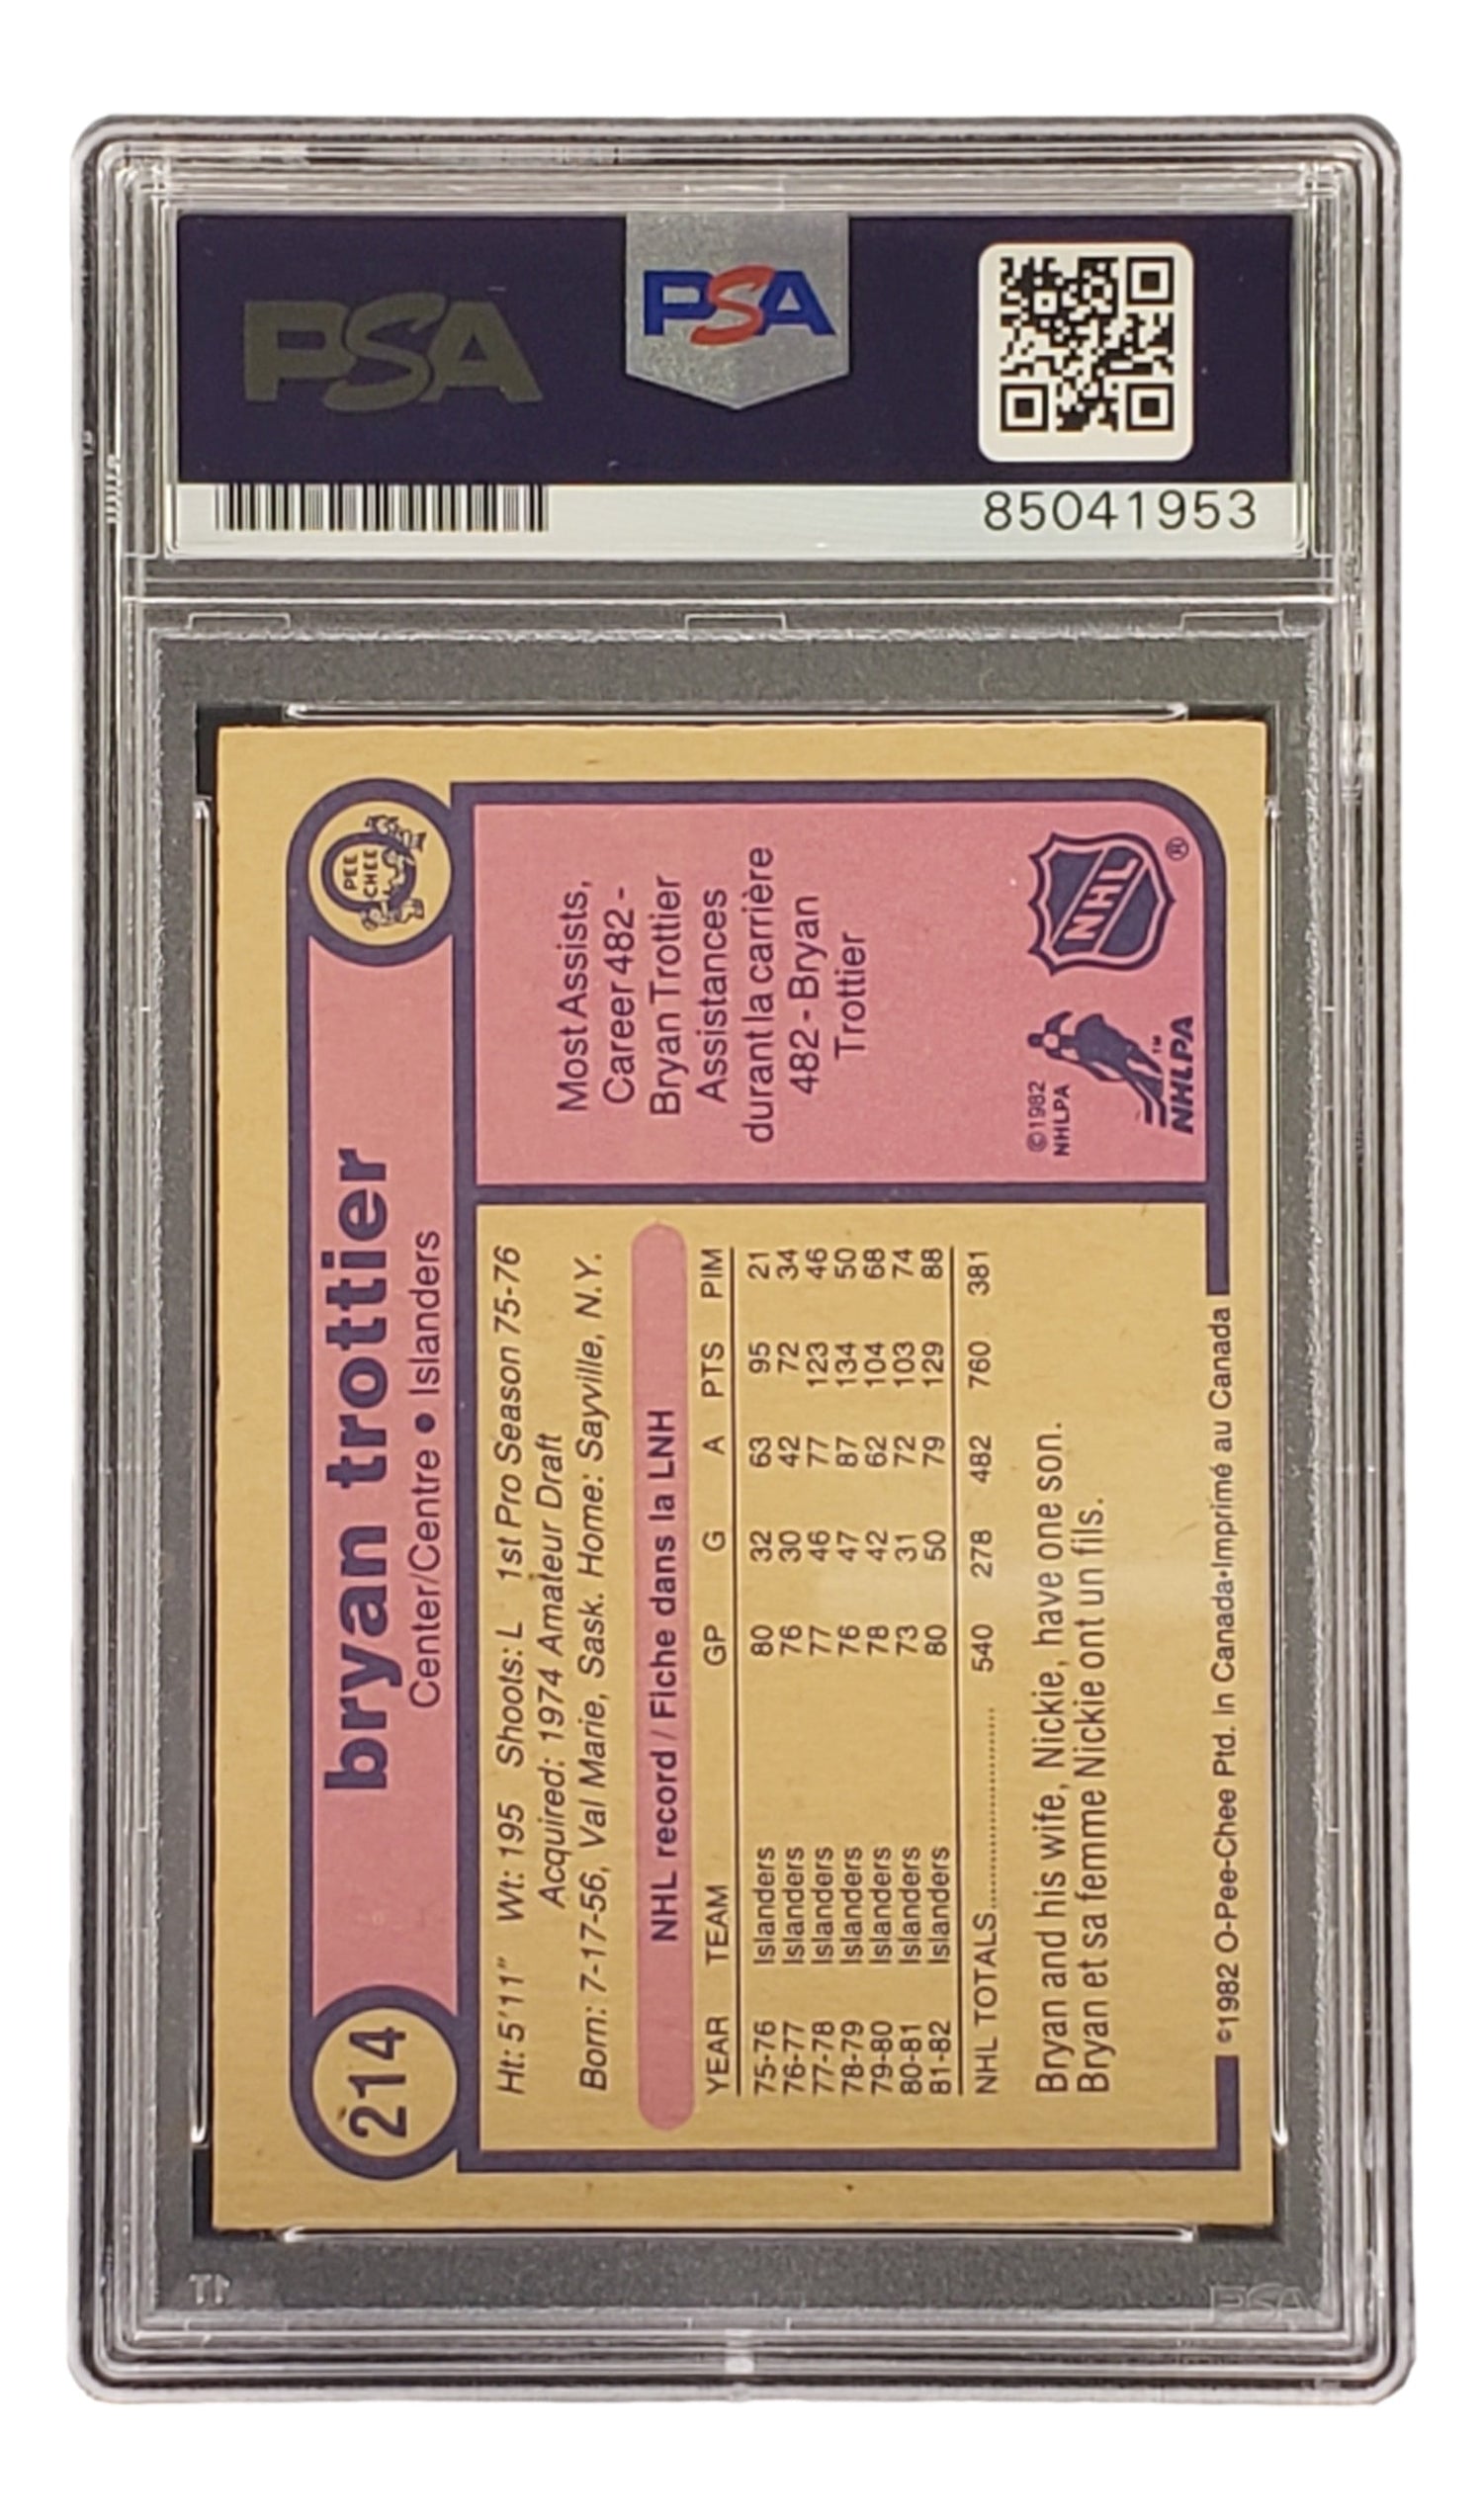 PSA
PSA
85041953
214
bryan trottier
Center/Centre • Islanders
PEE
CHEE
Ht: 5'11" Wt: 195 Shoots: L 1st Pro Season 75-76
Acquired: 1974 Amateur Draft
Born: 7-17-56, Val Marie, Sask. Home: Sayville, N.Y.
NHL record / Fiche dans la LNH
YEAR TEAM GP G A PTS PIM
75-76 Islanders 80 32 63 95 21
76-77 Islanders 76 30 42 72 34
77-78 Islanders 77 46 77 123 46
78-79 Islanders 76 47 87 134 50
79-80 Islanders 78 42 62 104 68
80-81 Islanders 73 31 72 103 74
81-82 Islanders 80 50 79 129 88
NHL TOTALS.......................... 540 278 482 760 381
Bryan and his wife, Nickie, have one son.
Bryan et sa femme Nickie ont un fils.
Most Assists,
Career 482 -
Bryan Trottier
Assistances
durant la carrière
482 - Bryan
Trottier
©1982
NHLPA
NHLPA™
NHL ®
©1982 O-Pee-Chee Ptd. in Canada•Imprimé au Canada
PSA